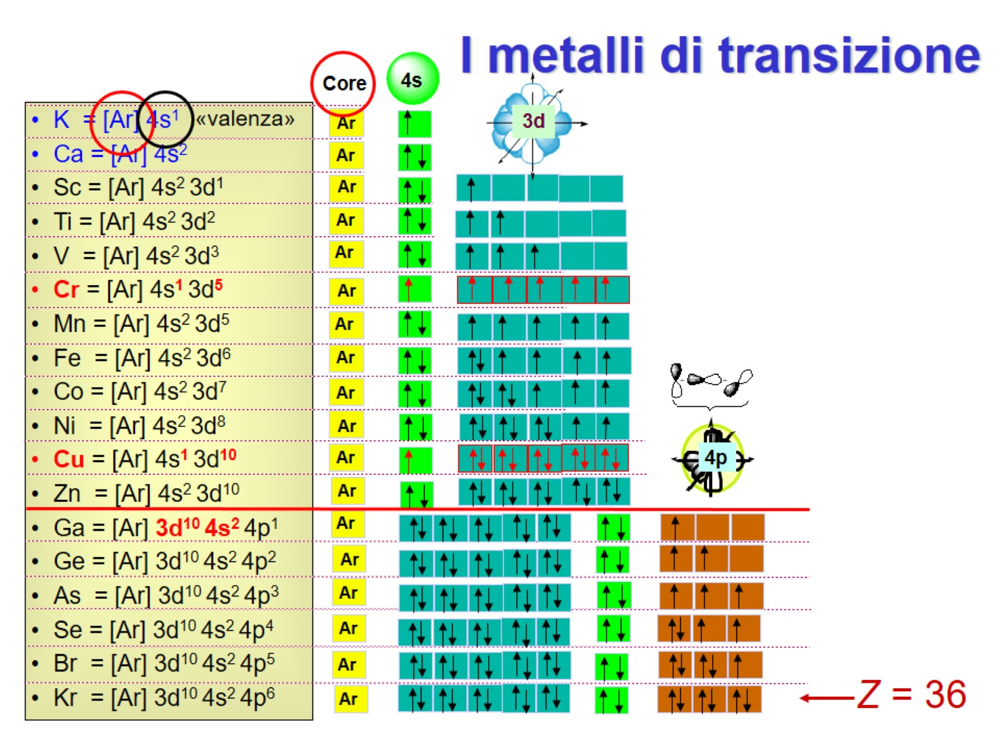 I metalli di transizione
Core 4s
3d
• K = [Ar] 4s¹ «valenza» Ar
• Ca = [Ar] 4s² Ar
• Sc = [Ar] 4s² 3d¹ Ar
• Ti = [Ar] 4s² 3d² Ar
• V = [Ar] 4s² 3d³ Ar
• Cr = [Ar] 4s¹ 3d⁵ Ar
• Mn = [Ar] 4s² 3d⁵ Ar
• Fe = [Ar] 4s² 3d⁶ Ar
• Co = [Ar] 4s² 3d⁷ Ar
• Ni = [Ar] 4s² 3d⁸ Ar
• Cu = [Ar] 4s¹ 3d¹⁰ Ar
4p
• Zn = [Ar] 4s² 3d¹⁰ Ar
• Ga = [Ar] 3d¹⁰ 4s² 4p¹ Ar
• Ge = [Ar] 3d¹⁰ 4s² 4p² Ar
• As = [Ar] 3d¹⁰ 4s² 4p³ Ar
• Se = [Ar] 3d¹⁰ 4s² 4p⁴ Ar
• Br = [Ar] 3d¹⁰ 4s² 4p⁵ Ar
• Kr = [Ar] 3d¹⁰ 4s² 4p⁶ Ar
Z = 36